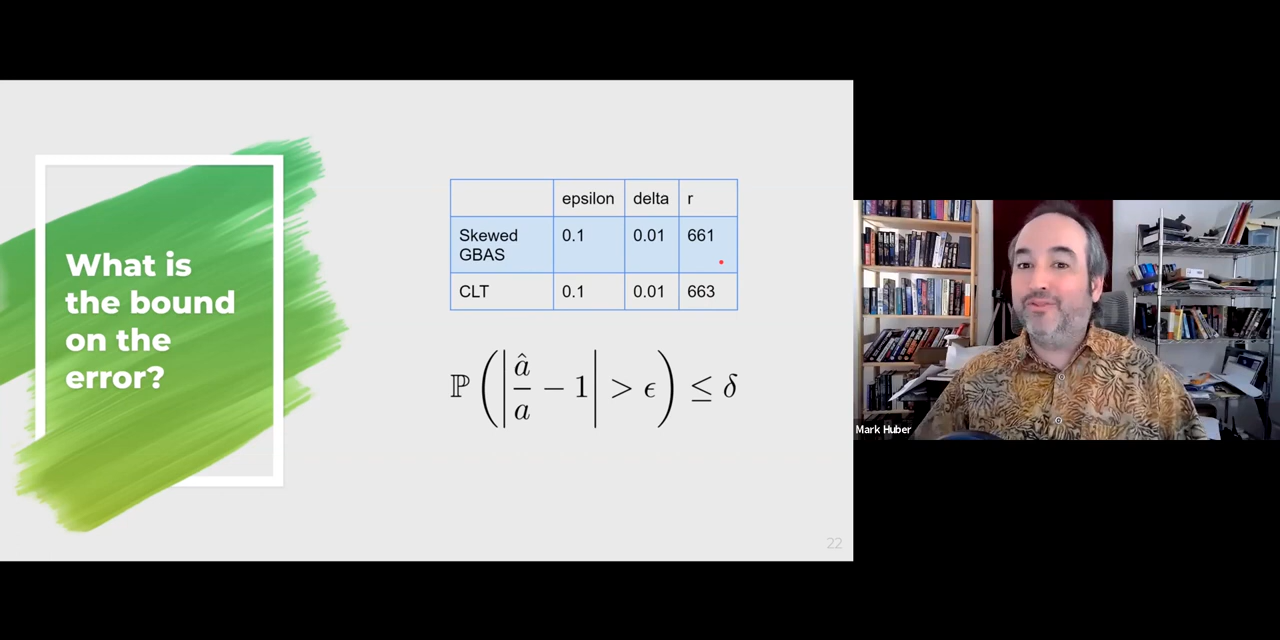 What is
the bound
on the
error?
epsilon delta r
Skewed GBAS 0.1 0.01 661
CLT 0.1 0.01 663
ℙ(|â/a − 1| > ϵ) ≤ δ
22
Mark Huber